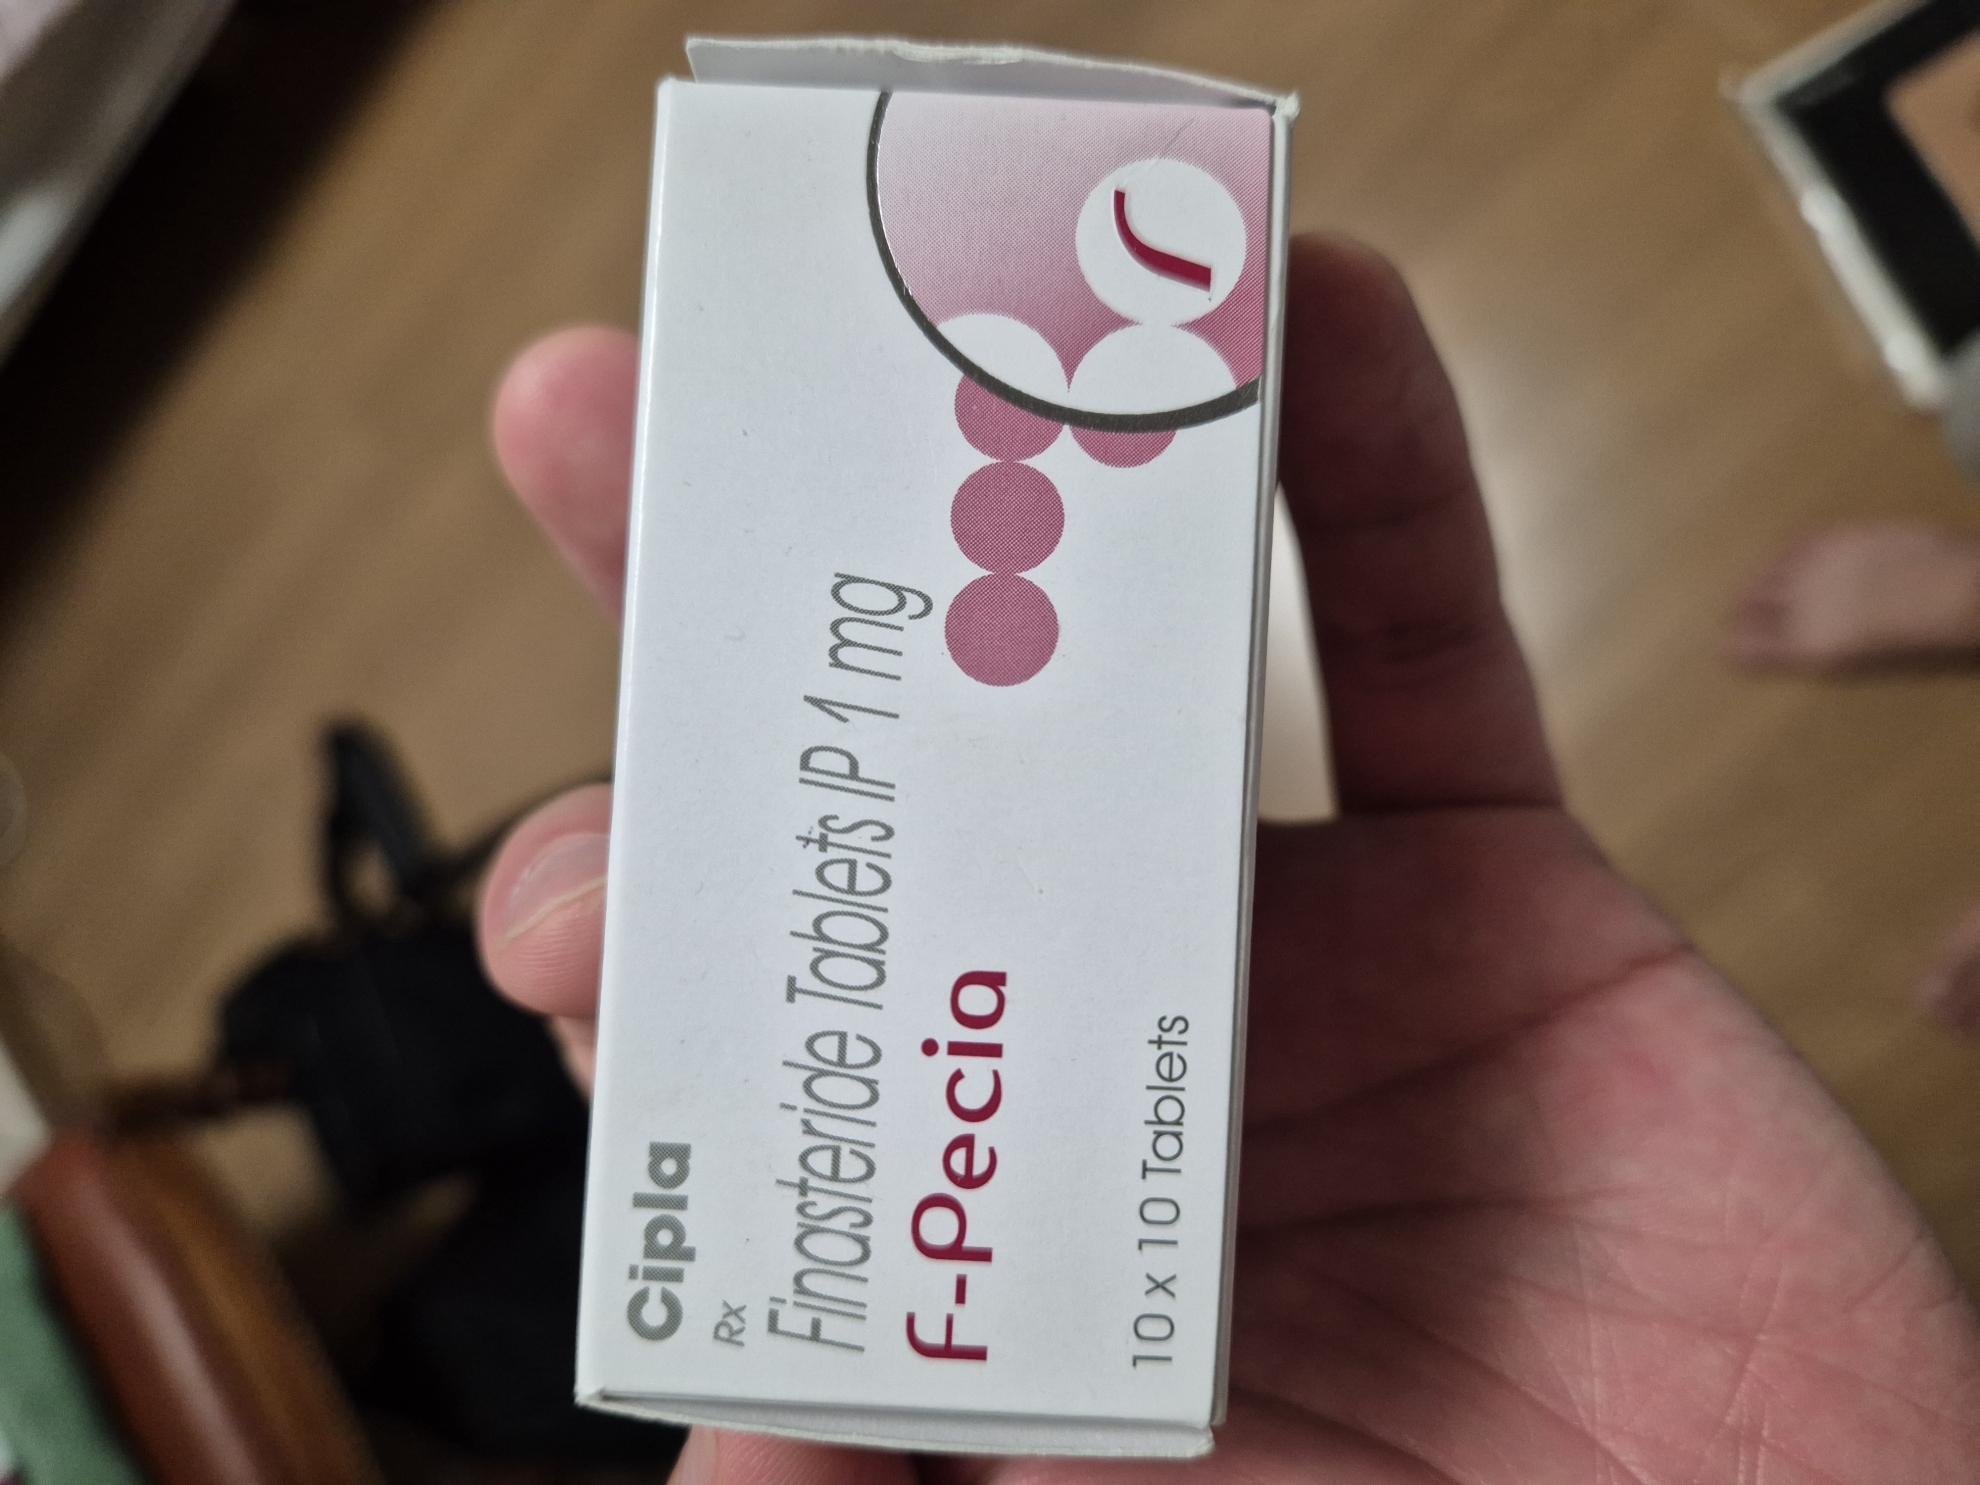 Cipla
Rx
Finasteride Tablets IP 1 mg
F-Pecia
10 x 10 Tablets